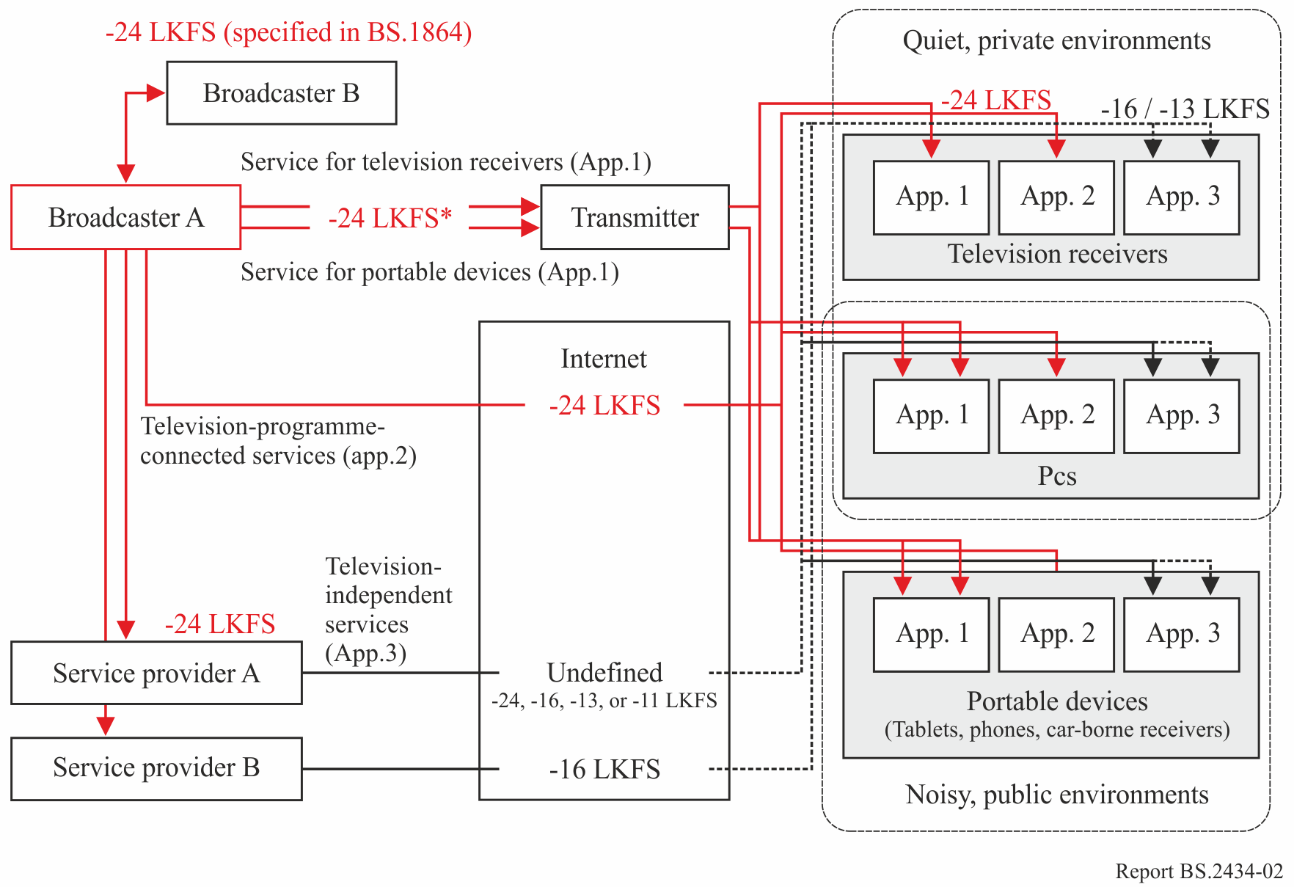 -24 LKFS (specified in BS.1864)
Broadcaster B
Service for television receivers (App.1)
Broadcaster A
-24 LKFS*
Transmitter
Service for portable devices (App.1)
Internet
-24 LKFS
Television-programme-
connected services (app.2)
Television-
independent
services
(App.3)
-24 LKFS
Service provider A
Undefined
-24, -16, -13, or -11 LKFS
Service provider B
-16 LKFS
Quiet, private environments
-24 LKFS
-16 / -13 LKFS
App. 1
App. 2
App. 3
Television receivers
App. 1
App. 2
App. 3
Pcs
App. 1
App. 2
App. 3
Portable devices
(Tablets, phones, car-borne receivers)
Noisy, public environments
Report BS.2434-02